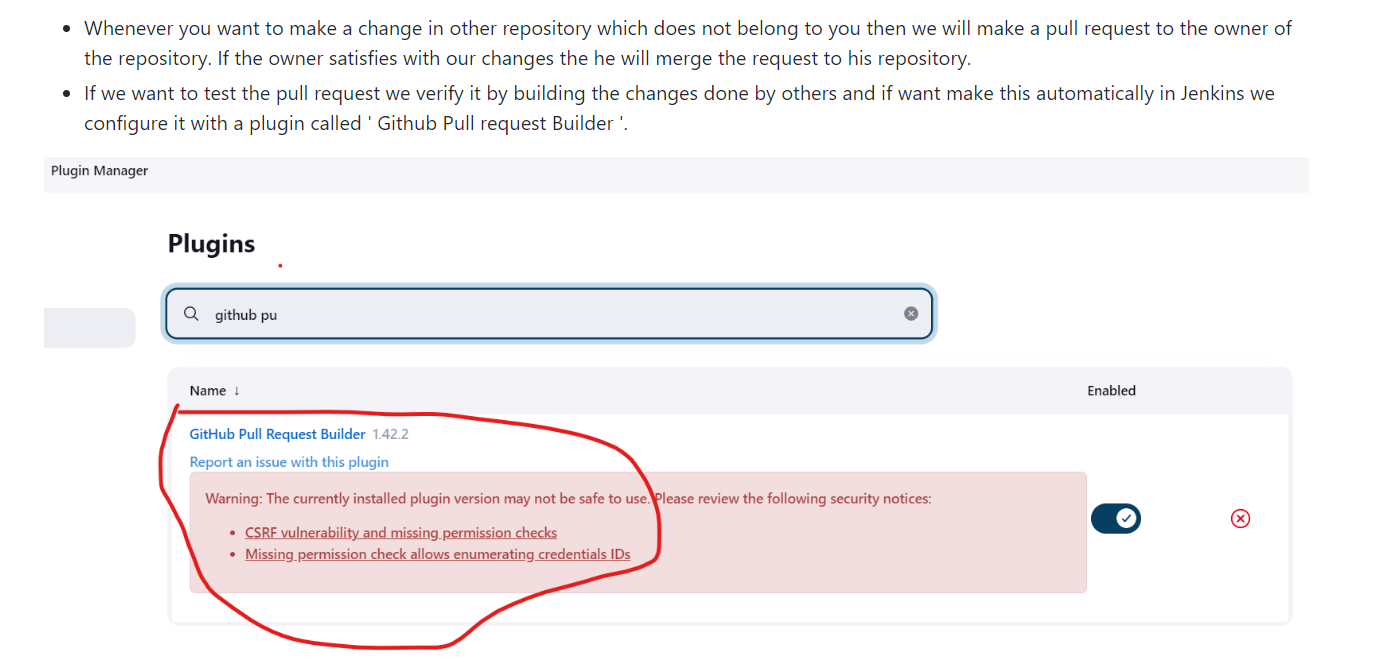 Whenever you want to make a change in other repository which does not belong to you then we will make a pull request to the owner of
the repository. If the owner satisfies with our changes the he will merge the request to his repository.
If we want to test the pull request we verify it by building the changes done by others and if want make this automatically in Jenkins we
configure it with a plugin called ' Github Pull request Builder '.
Plugin Manager
Plugins
github pu
Name ↓ Enabled
GitHub Pull Request Builder 1.42.2
Report an issue with this plugin
Warning: The currently installed plugin version may not be safe to use. Please review the following security notices:
CSRF vulnerability and missing permission checks
Missing permission check allows enumerating credentials IDs